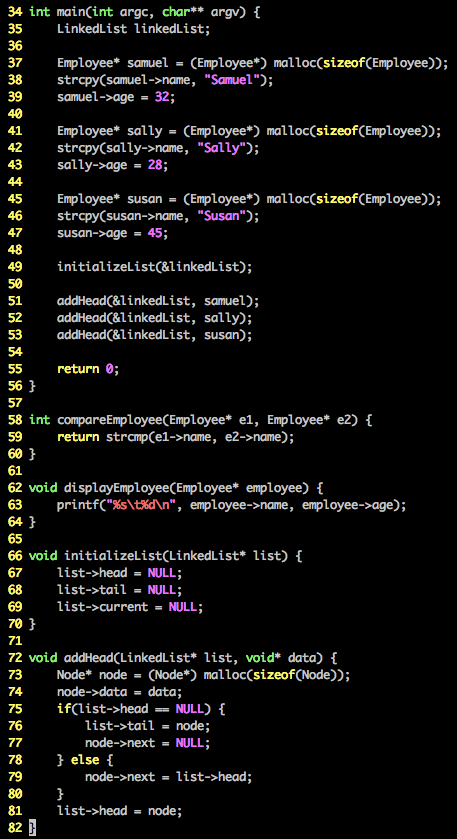 34 int main(int argc, char** argv) {
35     LinkedList linkedList;
36
37     Employee* samuel = (Employee*) malloc(sizeof(Employee));
38     strcpy(samuel->name, "Samuel");
39     samuel->age = 32;
40
41     Employee* sally = (Employee*) malloc(sizeof(Employee));
42     strcpy(sally->name, "Sally");
43     sally->age = 28;
44
45     Employee* susan = (Employee*) malloc(sizeof(Employee));
46     strcpy(susan->name, "Susan");
47     susan->age = 45;
48
49     initializeList(&linkedList);
50
51     addHead(&linkedList, samuel);
52     addHead(&linkedList, sally);
53     addHead(&linkedList, susan);
54
55     return 0;
56 }
57
58 int compareEmployee(Employee* e1, Employee* e2) {
59     return strcmp(e1->name, e2->name);
60 }
61
62 void displayEmployee(Employee* employee) {
63     printf("%s\t%d\n", employee->name, employee->age);
64 }
65
66 void initializeList(LinkedList* list) {
67     list->head = NULL;
68     list->tail = NULL;
69     list->current = NULL;
70 }
71
72 void addHead(LinkedList* list, void* data) {
73     Node* node = (Node*) malloc(sizeof(Node));
74     node->data = data;
75     if(list->head == NULL) {
76         list->tail = node;
77         node->next = NULL;
78     } else {
79         node->next = list->head;
80     }
81     list->head = node;
82 }